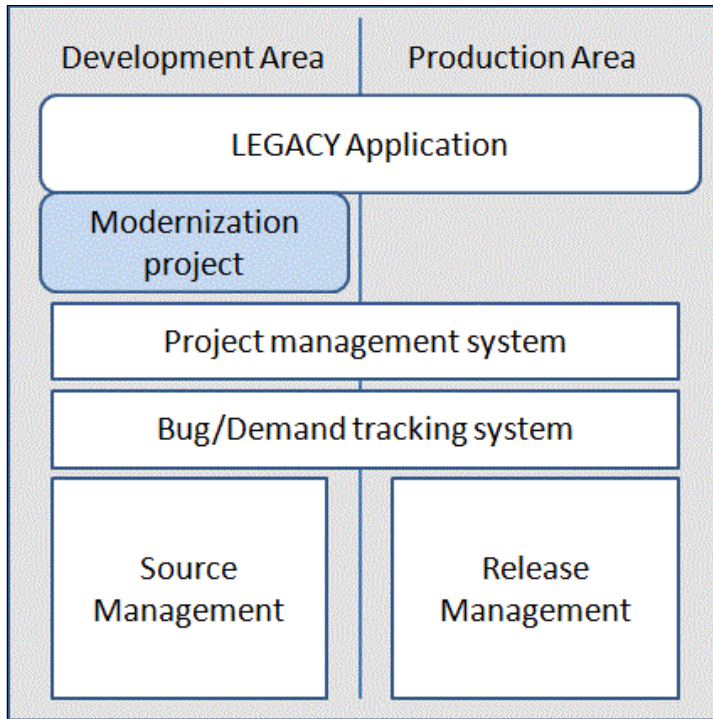 Development Area
Production Area
LEGACY Application
Modernization
project
Project management system
Bug/Demand tracking system
Source
Management
Release
Management